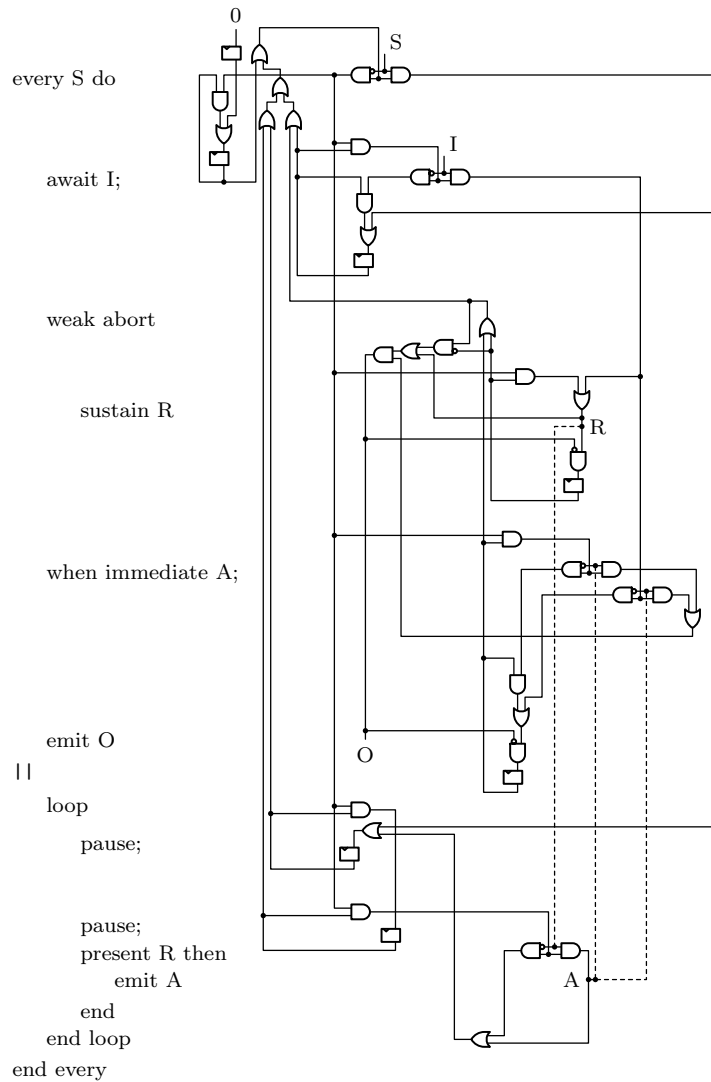 0
S
every S do
I
await I;
weak abort
sustain R
R
when immediate A;
emit O
O
||
loop
pause;
pause;
present R then
emit A
A
end
end loop
end every